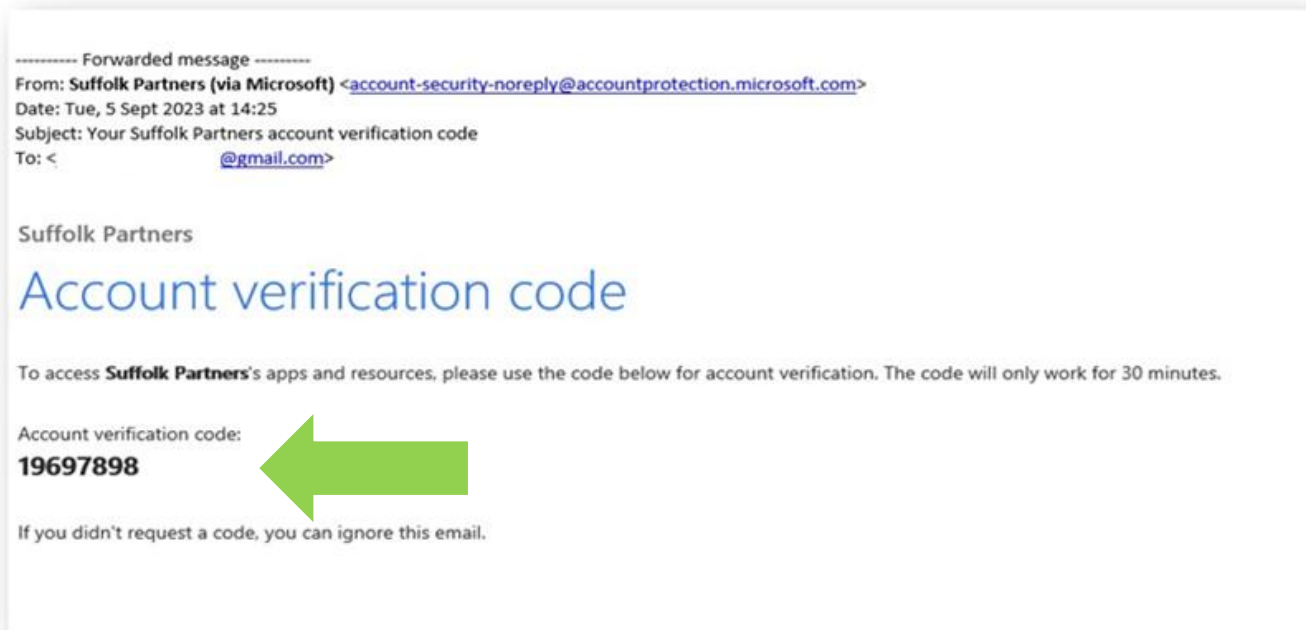 ---------- Forwarded message ---------
From: Suffolk Partners (via Microsoft) <account-security-noreply@accountprotection.microsoft.com>
Date: Tue, 5 Sept 2023 at 14:25
Subject: Your Suffolk Partners account verification code
To: < @gmail.com>
Suffolk Partners
Account verification code
To access Suffolk Partners's apps and resources, please use the code below for account verification. The code will only work for 30 minutes.
Account verification code:
19697898
If you didn't request a code, you can ignore this email.